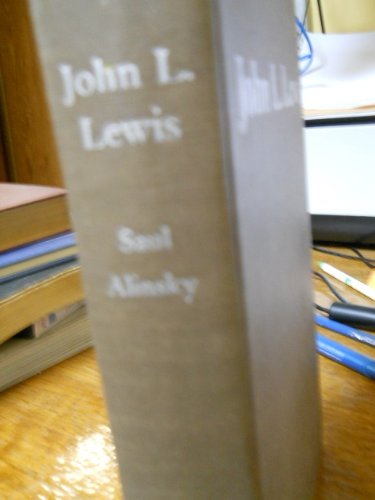 John L.
Lewis
Saul
Alinsky
John L. Le